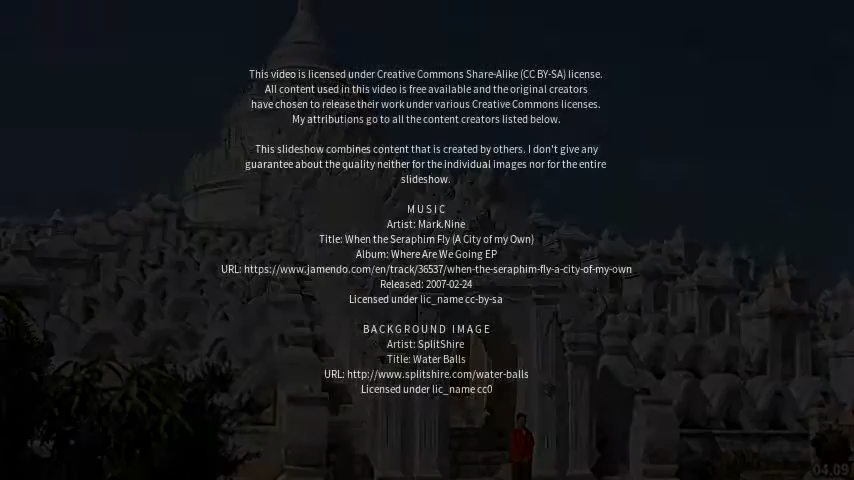 This video is licensed under Creative Commons Share-Alike (CC BY-SA) license.
All content used in this video is free available and the original creators
have chosen to release their work under various Creative Commons licenses.
My attributions go to all the content creators listed below.
This slideshow combines content that is created by others. I don't give any
guarantee about the quality neither for the individual images nor for the entire
slideshow.
MUSIC
Artist: Mark.Nine
Title: When the Seraphim Fly (A City of my Own)
Album: Where Are We Going EP
URL: https://www.jamendo.com/en/track/36537/when-the-seraphim-fly-a-city-of-my-own
Released: 2007-02-24
Licensed under lic_name cc-by-sa
BACKGROUND IMAGE
Artist: SplitShire
Title: Water Balls
URL: http://www.splitshire.com/water-balls
Licensed under lic_name cc0
04.09